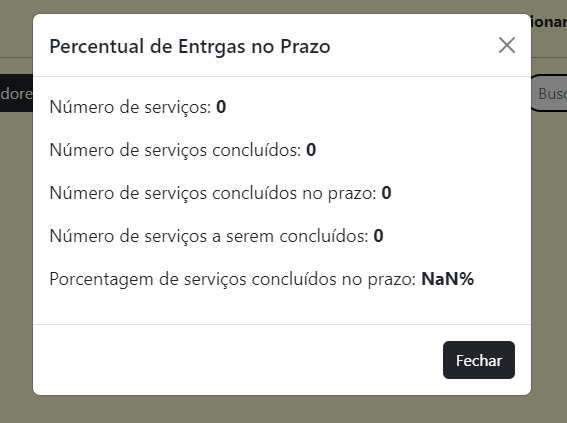 Percentual de Entrgas no Prazo
Número de serviços: 0
Número de serviços concluídos: 0
Número de serviços concluídos no prazo: 0
Número de serviços a serem concluídos: 0
Porcentagem de serviços concluídos no prazo: NaN%
Fechar
ionar
dore
Busc